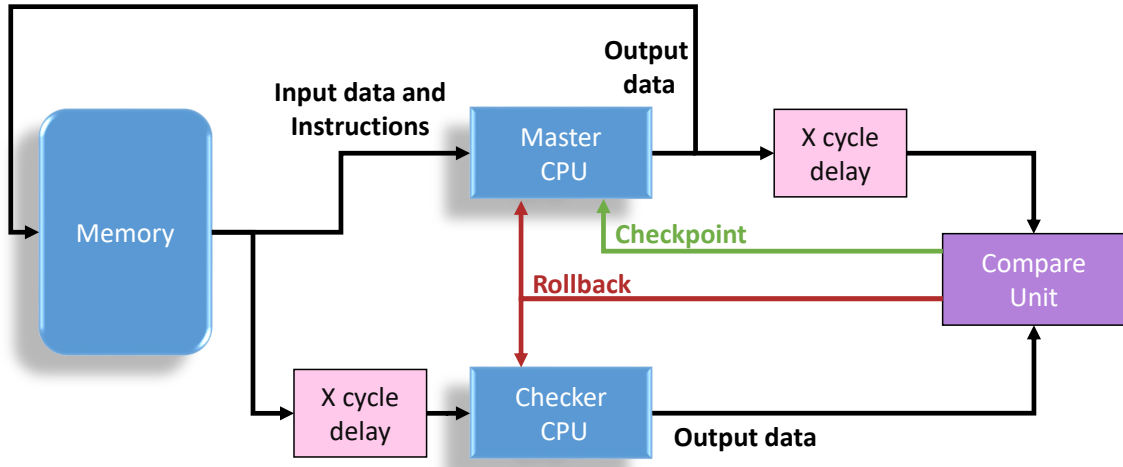 Output
data
Input data and
Instructions
Master
CPU
X cycle
delay
Memory
Checkpoint
Compare
Unit
Rollback
X cycle
delay
Checker
CPU
Output data